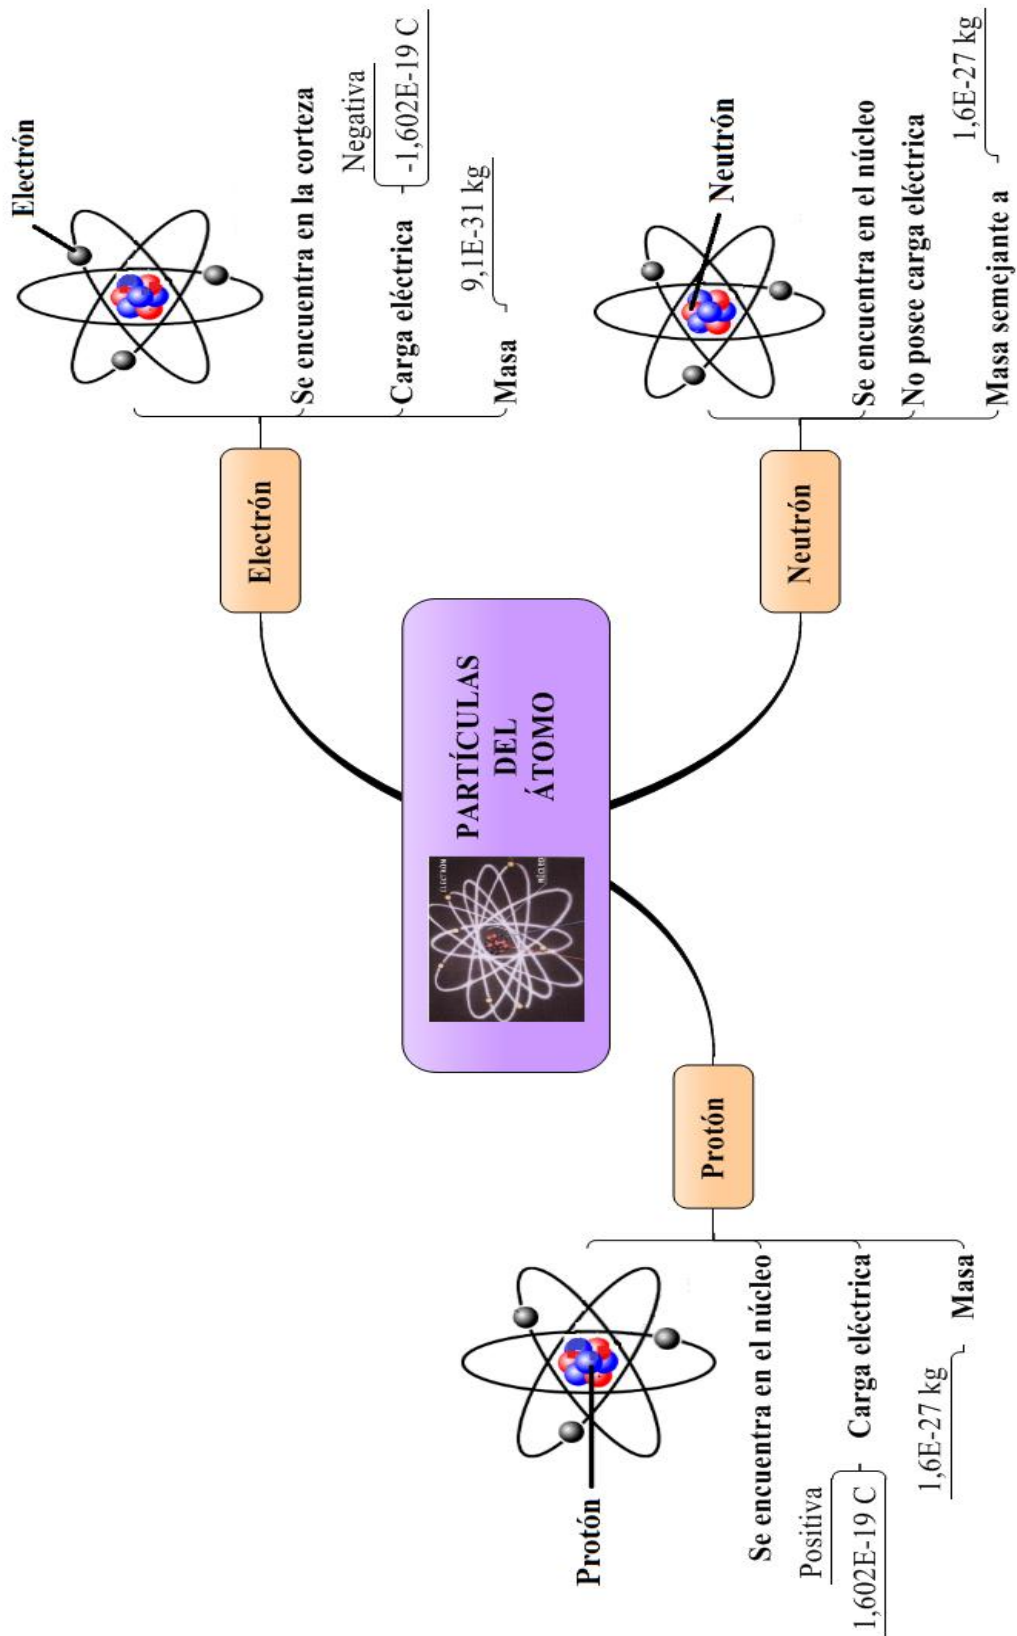 PARTÍCULAS
DEL
ÁTOMO
ELECTRÓN
NÚCLEO
Electrón
Electrón
Se encuentra en la corteza
Carga eléctrica
Negativa
-1,602E-19 C
Masa
9,1E-31 kg
Neutrón
Neutrón
Se encuentra en el núcleo
No posee carga eléctrica
Masa semejante a
1,6E-27 kg
Protón
Protón
Se encuentra en el núcleo
Carga eléctrica
Positiva
1,602E-19 C
Masa
1,6E-27 kg